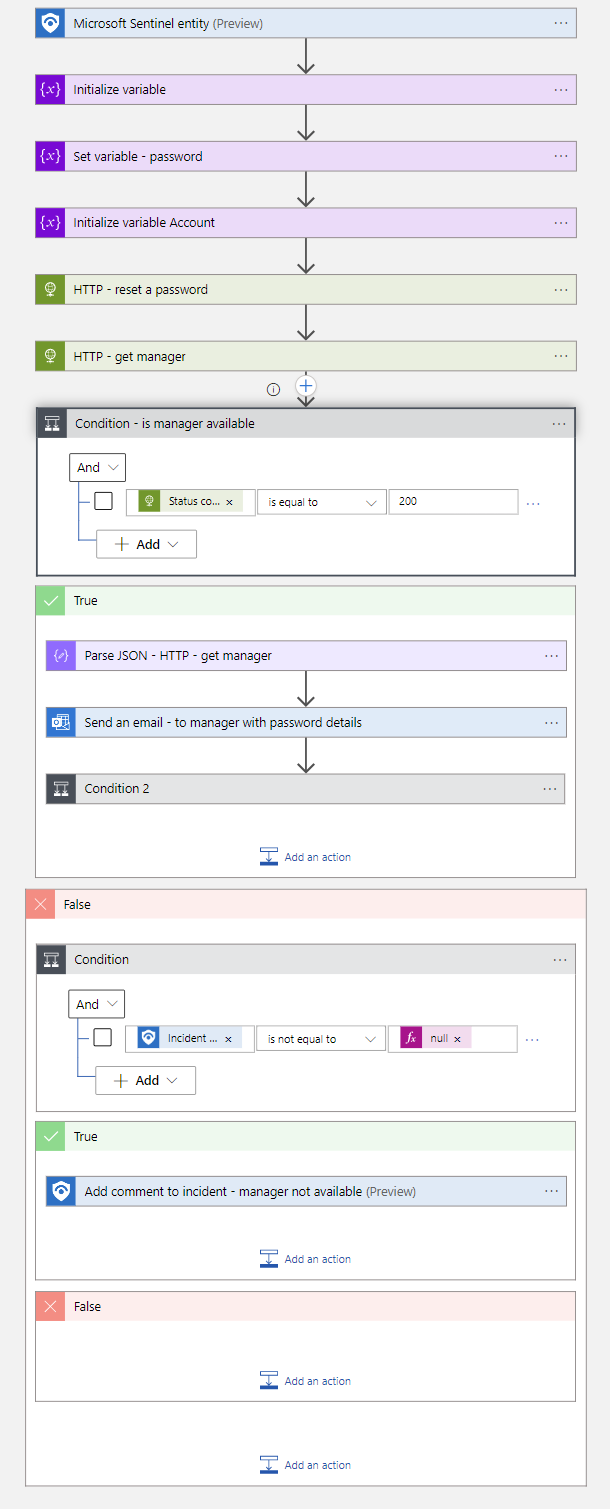 Microsoft Sentinel entity (Preview) ...
{x} Initialize variable ...
{x} Set variable - password ...
{x} Initialize variable Account ...
HTTP - reset a password ...
HTTP - get manager ...
Condition - is manager available ...
And
Status co... × is equal to 200 ...
+ Add
True
Parse JSON - HTTP - get manager ...
Send an email - to manager with password details ...
Condition 2 ...
Add an action
False
Condition ...
And
Incident ... × is not equal to fx null × ...
+ Add
True
Add comment to incident - manager not available (Preview) ...
Add an action
False
Add an action
Add an action